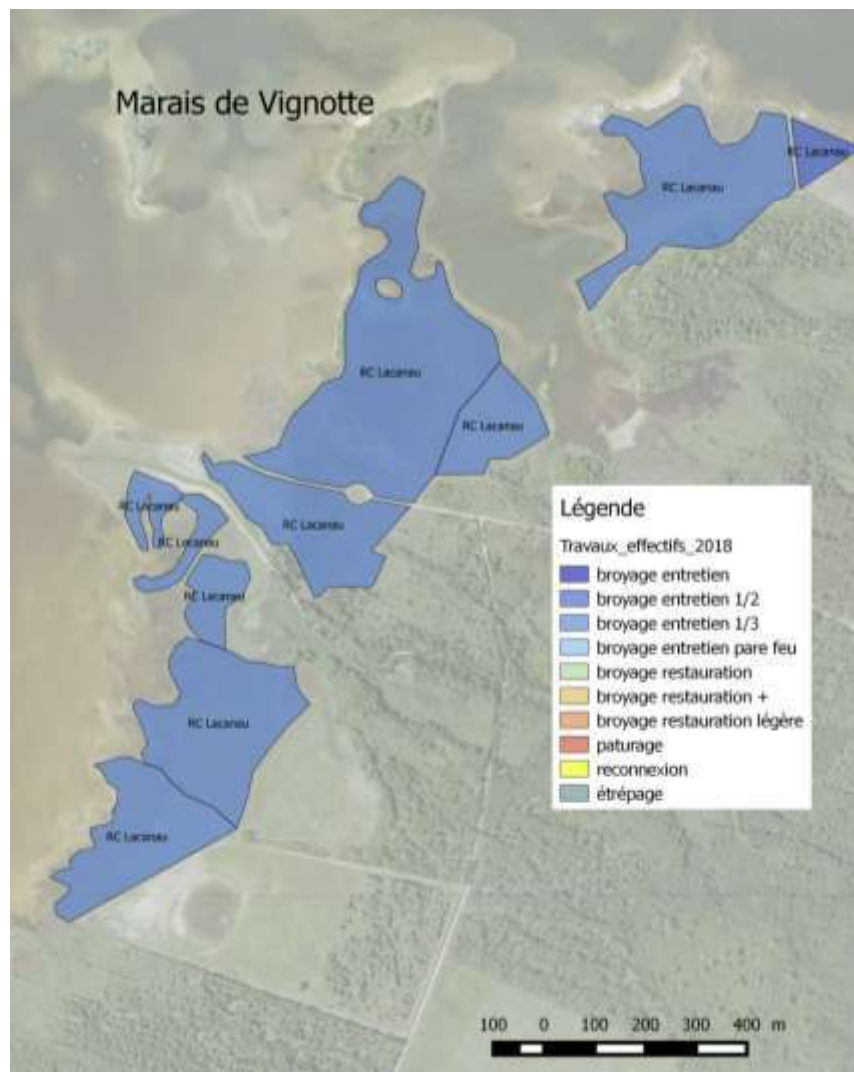 Marais de Vignotte
RC Lacanau
RC Lacanau
RC Lacanau
RC Lacanau
RC Lacanau
RC Lacanau
RC Lacanau
RC Lacanau
RC Lacanau
RC Lacanau
Légende
Travaux_effectifs_2018
broyage entretien
broyage entretien 1/2
broyage entretien 1/3
broyage entretien pare feu
broyage restauration
broyage restauration +
broyage restauration légère
paturage
reconnexion
étrépage
100 0 100 200 300 400 m